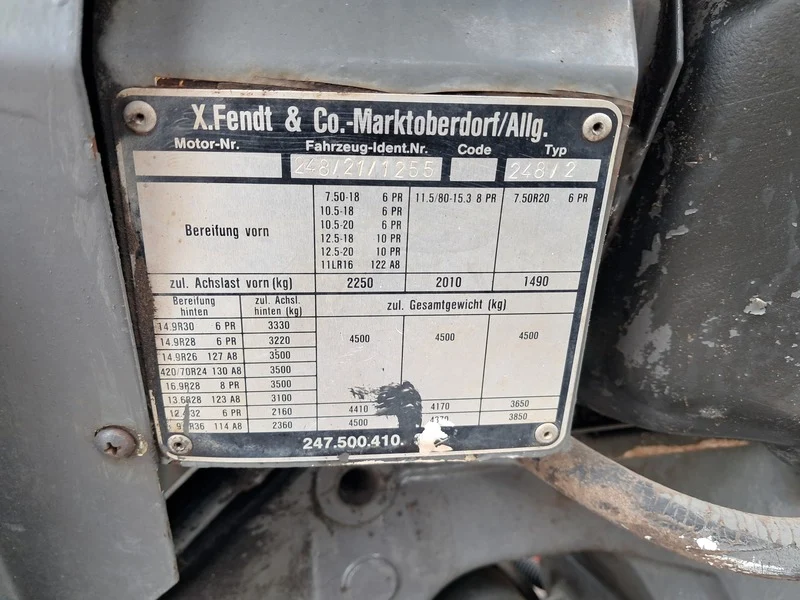 X.Fendt & Co.-Marktoberdorf/Allg.
Motor-Nr. Fahrzeug-Ident.Nr. Code Typ
248/21/1255 248/2
Bereifung vorn
7.50-18 6 PR
10.5-18 6 PR
10.5-20 6 PR
12.5-18 10 PR
12.5-20 10 PR
11LR16 122 A8
11.5/80-15.3 8 PR
7.50R20 6 PR
zul. Achslast vorn (kg) 2250 2010 1490
Bereifung hinten zul. Achsl. hinten (kg) zul. Gesamtgewicht (kg)
14.9R30 6 PR 3330
14.9R28 6 PR 3220 4500 4500 4500
14.9R26 127 A8 3500
420/70R24 130 A8 3500
16.9R28 8 PR 3500
13.6R28 123 A8 3100
6 PR 2160 4410 4170 3650
114 A8 2360 4500 3850
247.500.410.